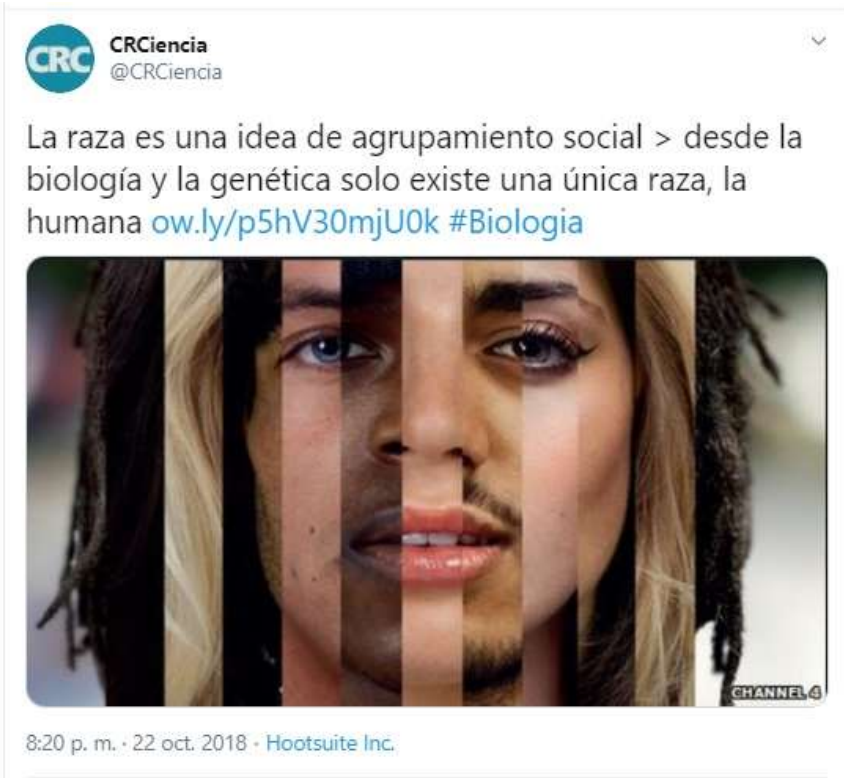 CRC
CRCiencia
@CRCiencia
La raza es una idea de agrupamiento social > desde la
biología y la genética solo existe una única raza, la
humana ow.ly/p5hV30mjU0k #Biologia
CHANNEL 4
8:20 p. m. · 22 oct. 2018 · Hootsuite Inc.